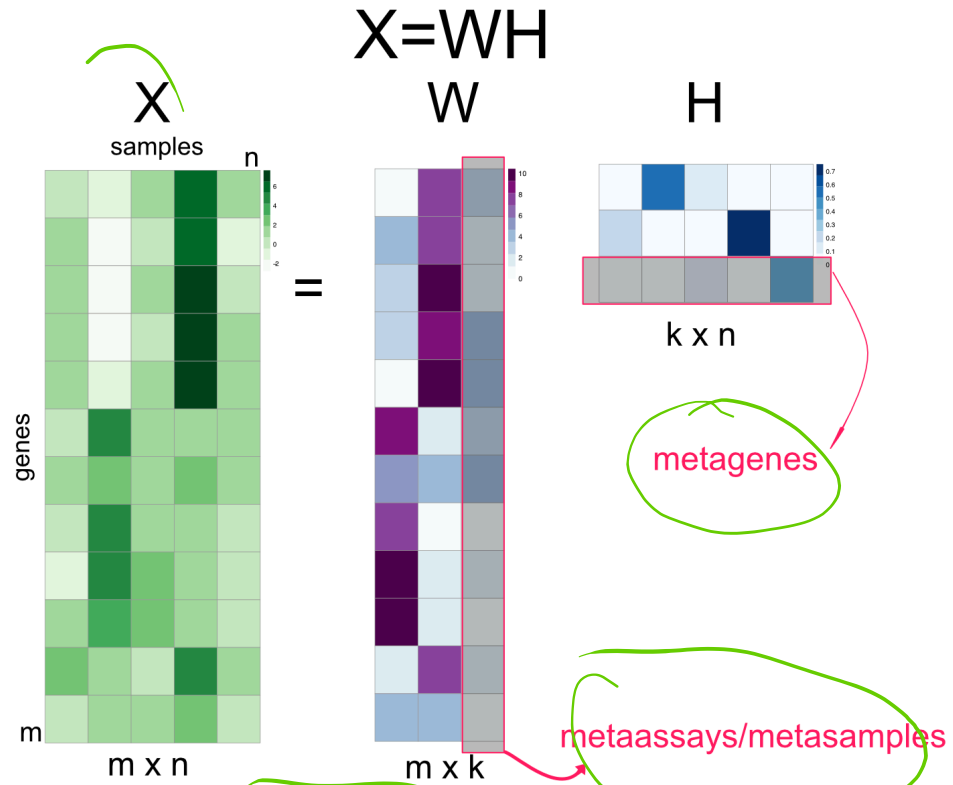 X=WH
X
W
H
samples
n
6
4
2
0
-2
genes
m
m x n
=
10
8
6
4
2
0
m x k
0.7
0.6
0.5
0.4
0.3
0.2
0.1
0
k x n
metagenes
metaassays/metasamples